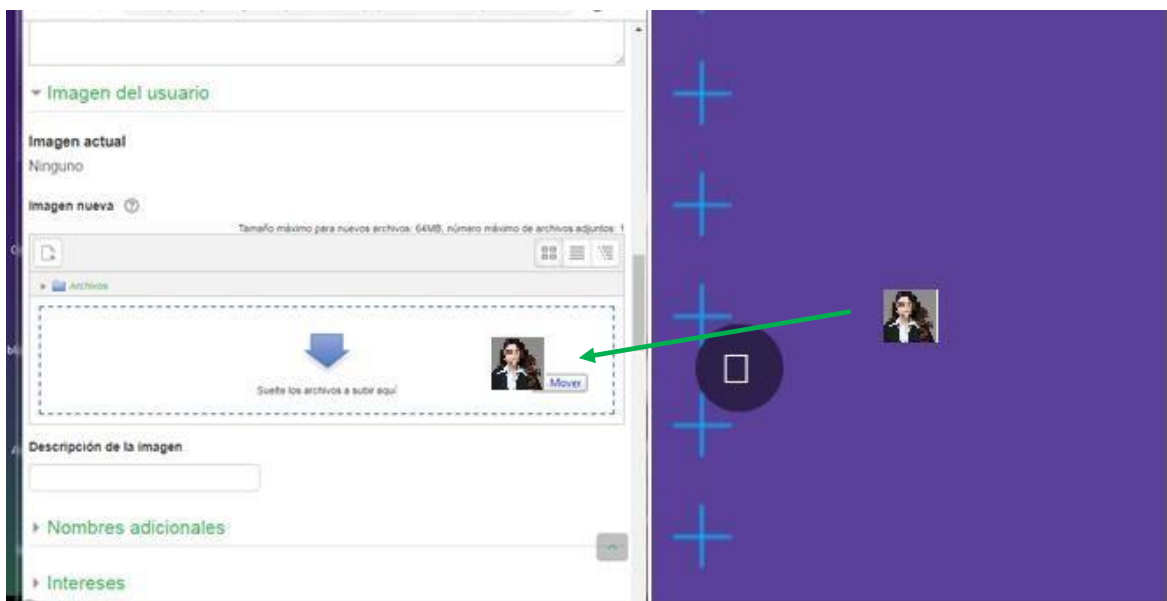 Imagen del usuario
Imagen actual
Ninguno
Imagen nueva
Tamaño máximo para nuevos archivos: 64MB, número máximo de archivos adjuntos: 1
Archivos
Suelte los archivos a subir aquí
Mover
Descripción de la imagen
Nombres adicionales
Intereses